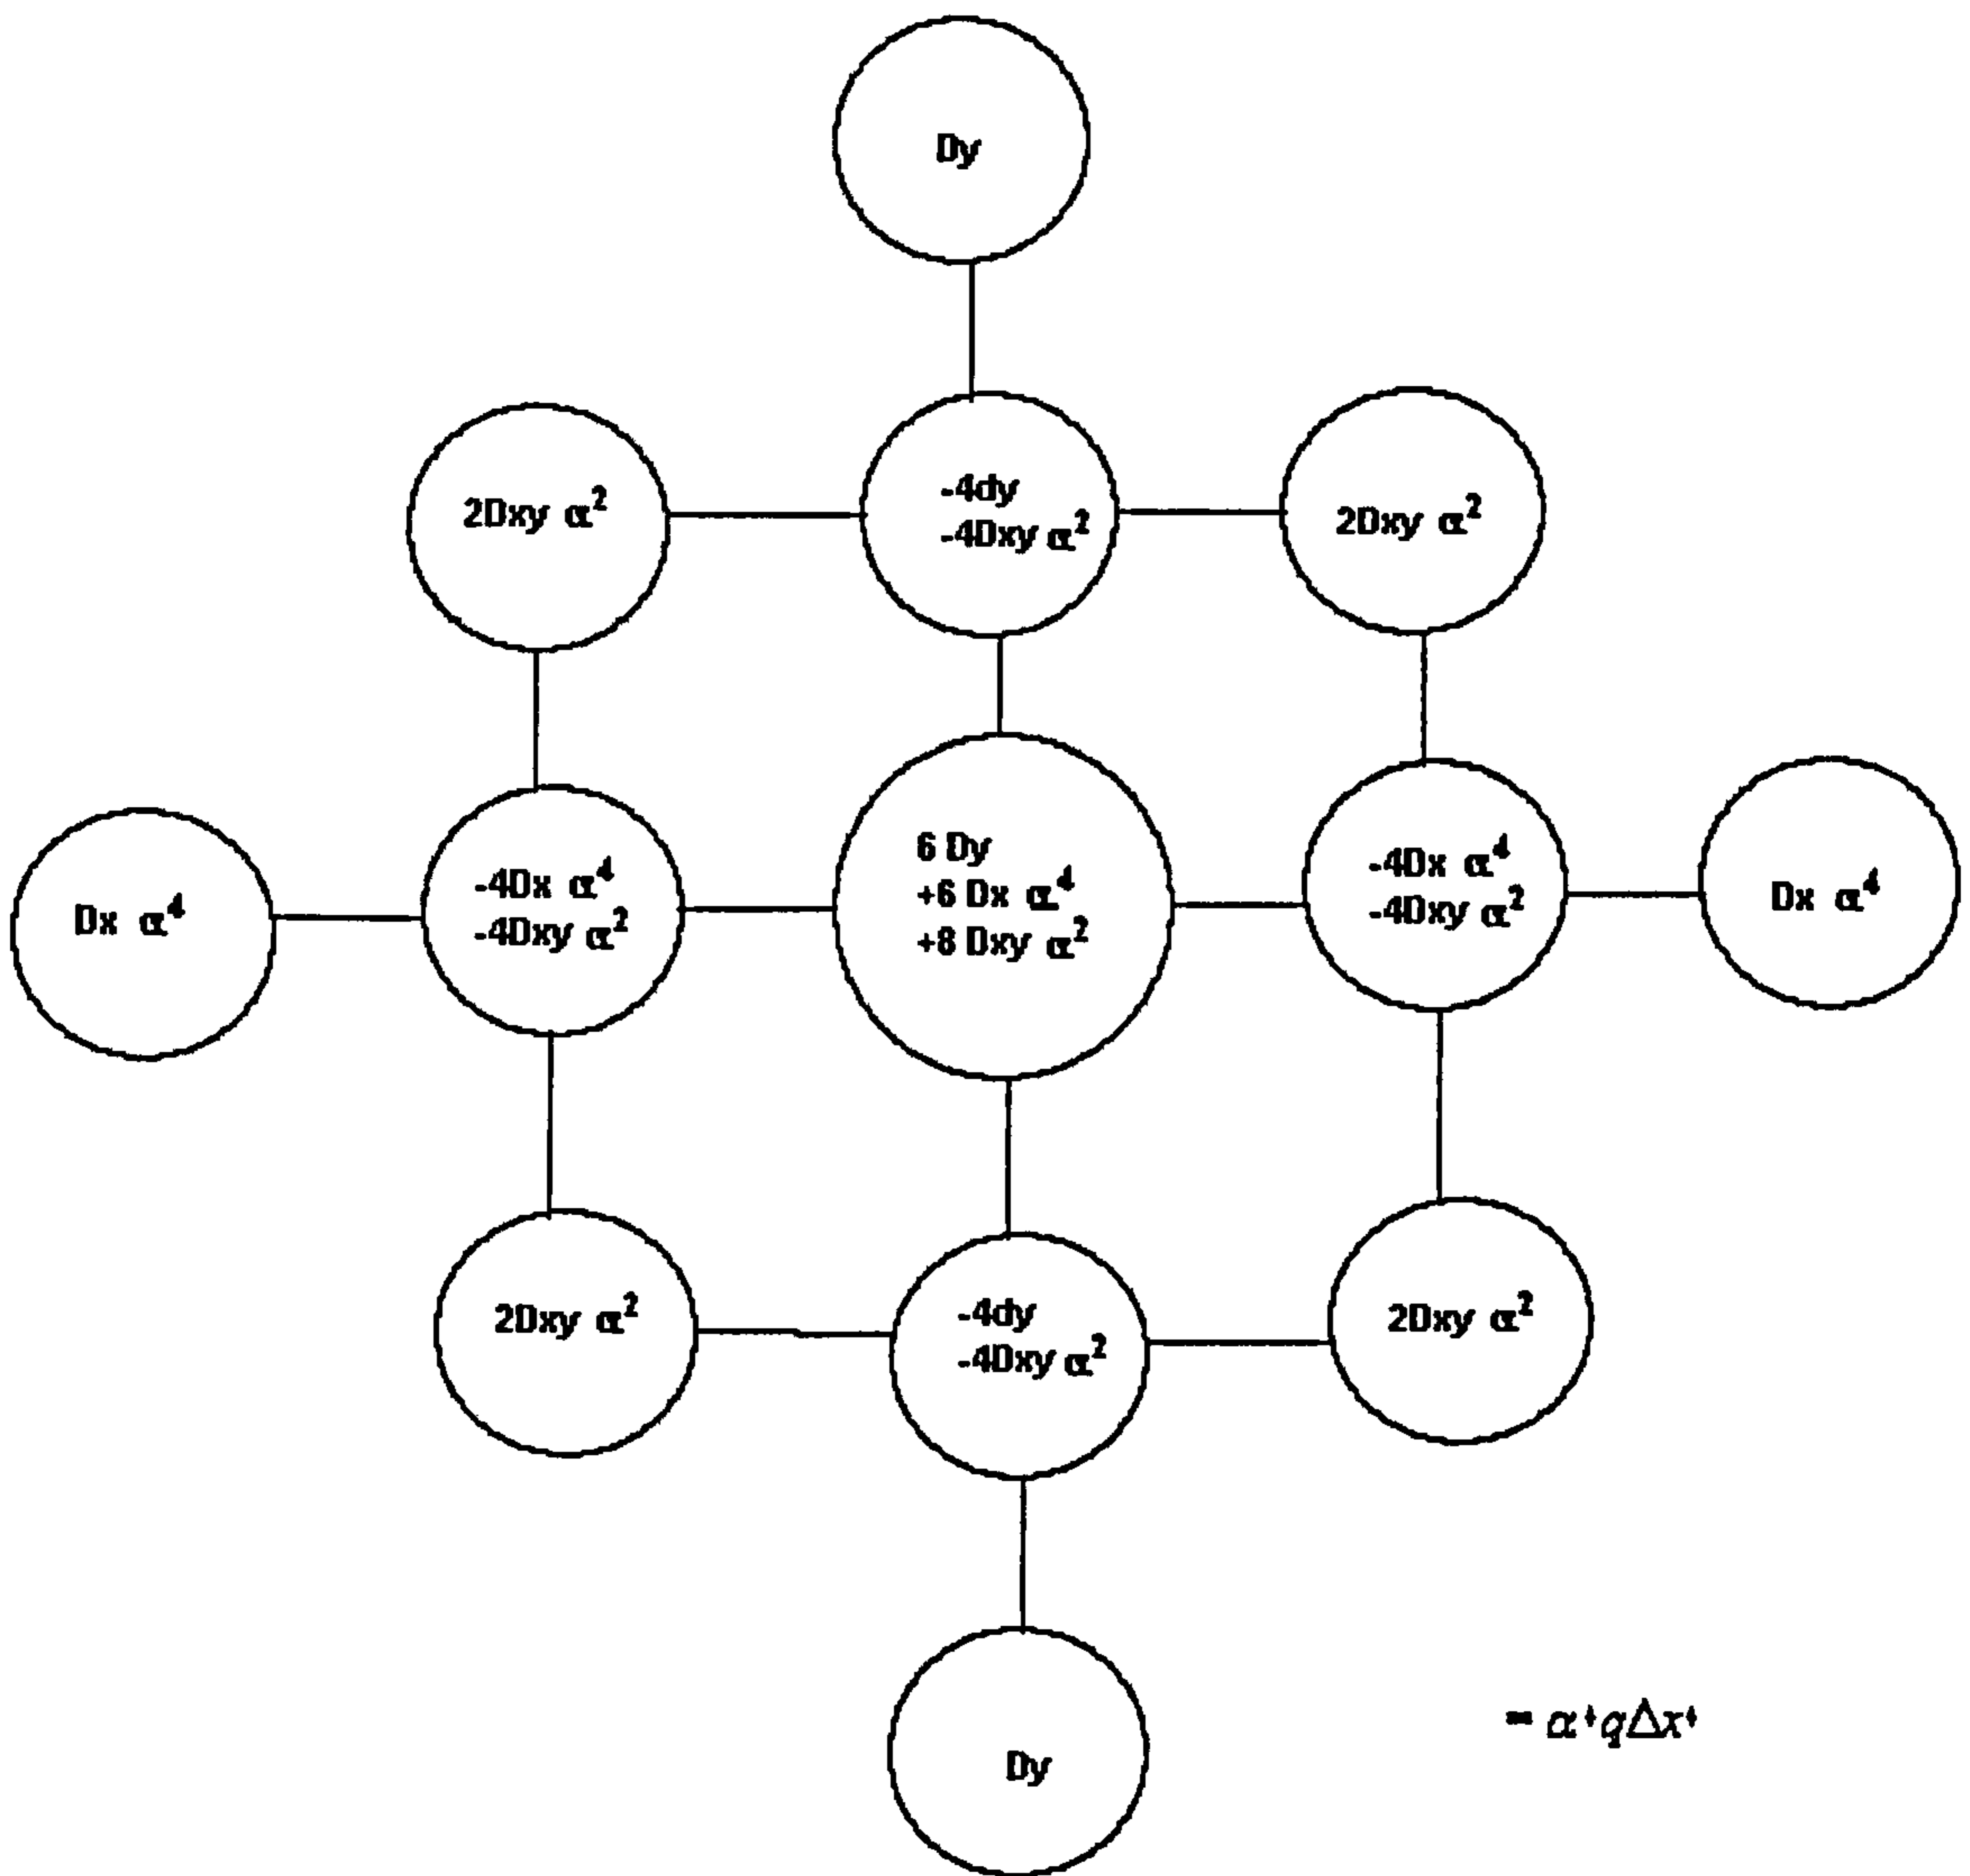 Dy
2Dxy α²
-4dy
-4Dxy α²
2Dxy α²
Dx α⁴
-4Dx α⁴
-4Dxy α²
6 Dy
+6 Dx α⁴
+8 Dxy α²
-4Dx α⁴
-4Dxy α²
Dx α⁴
2Dxy α²
-4dy
-4Dxy α²
2Dxy α²
Dy
= α⁴qΔx⁴